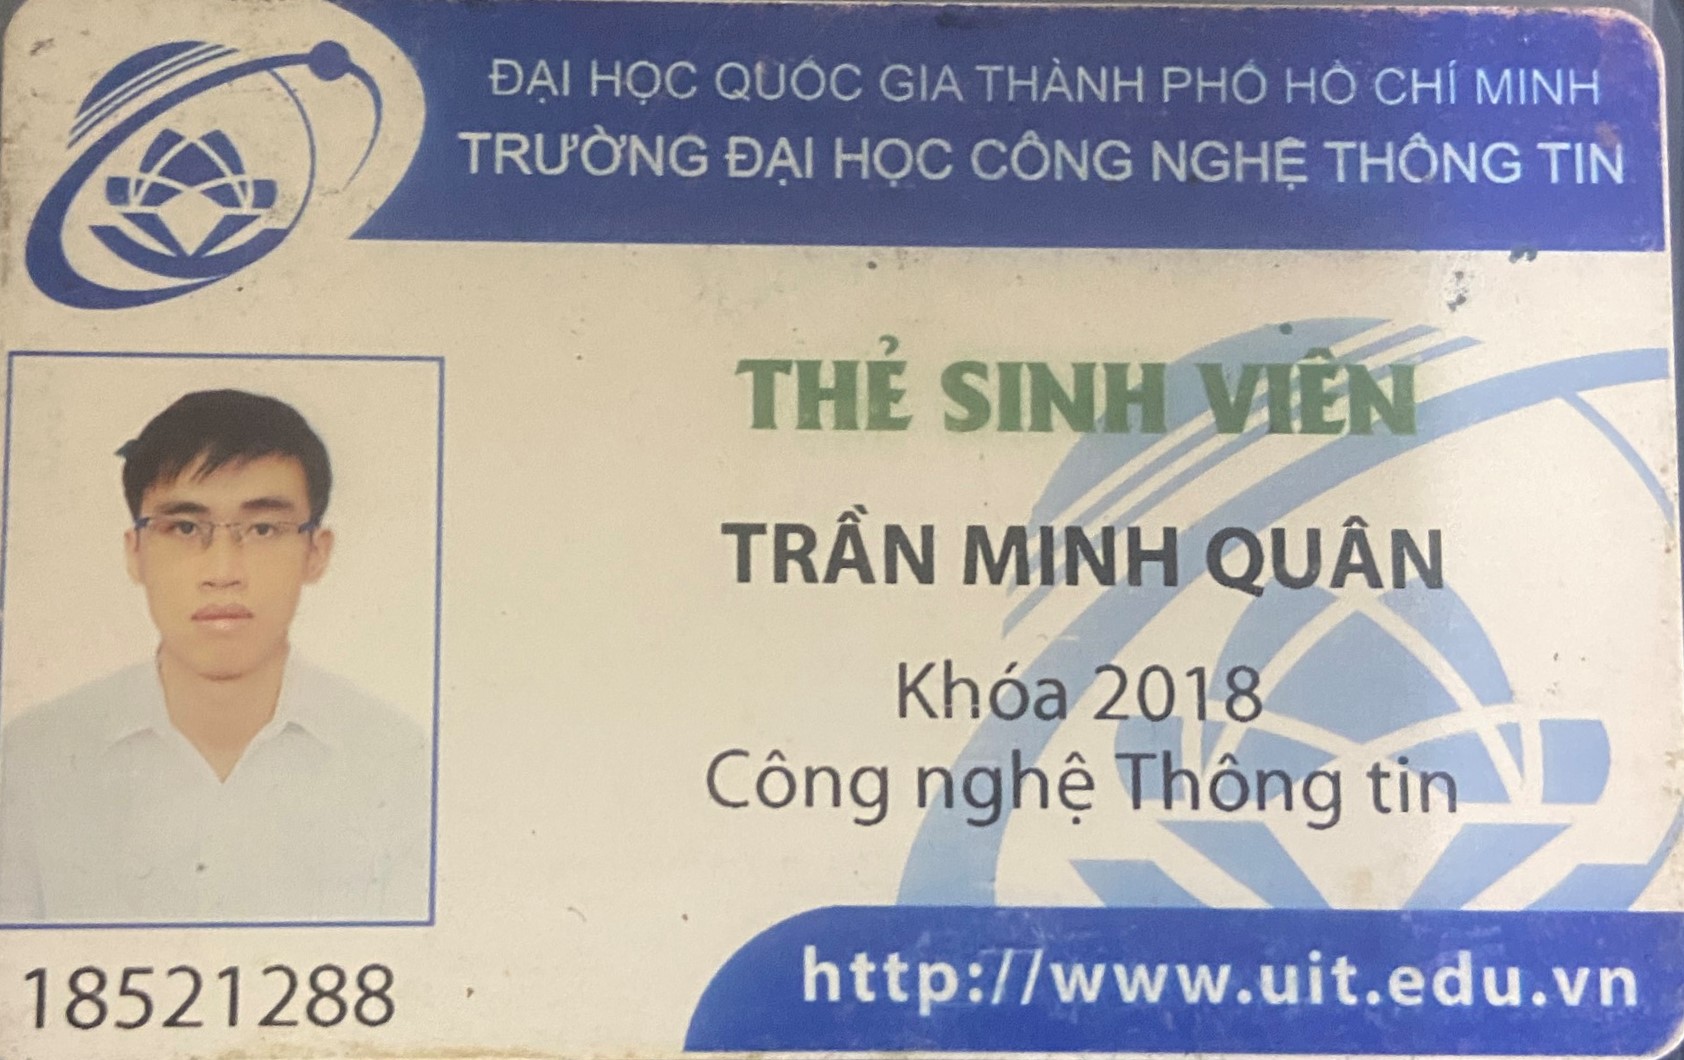 ĐẠI HỌC QUỐC GIA THÀNH PHỐ HỒ CHÍ MINH
TRƯỜNG ĐẠI HỌC CÔNG NGHỆ THÔNG TIN
THẺ SINH VIÊN
TRẦN MINH QUÂN
Khóa 2018
Công nghệ Thông tin
18521288
http://www.uit.edu.vn